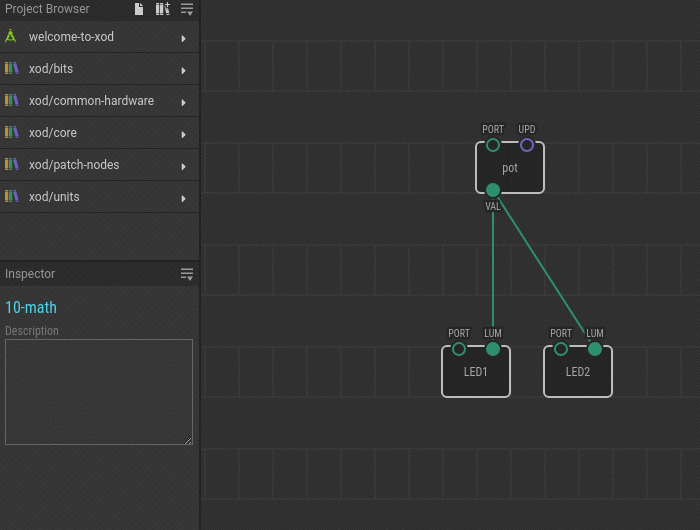 Project Browser
welcome-to-xod
xod/bits
xod/common-hardware
xod/core
xod/patch-nodes
xod/units
Inspector
10-math
Description
PORT UPD
pot
VAL
PORT LUM
LED1
PORT LUM
LED2